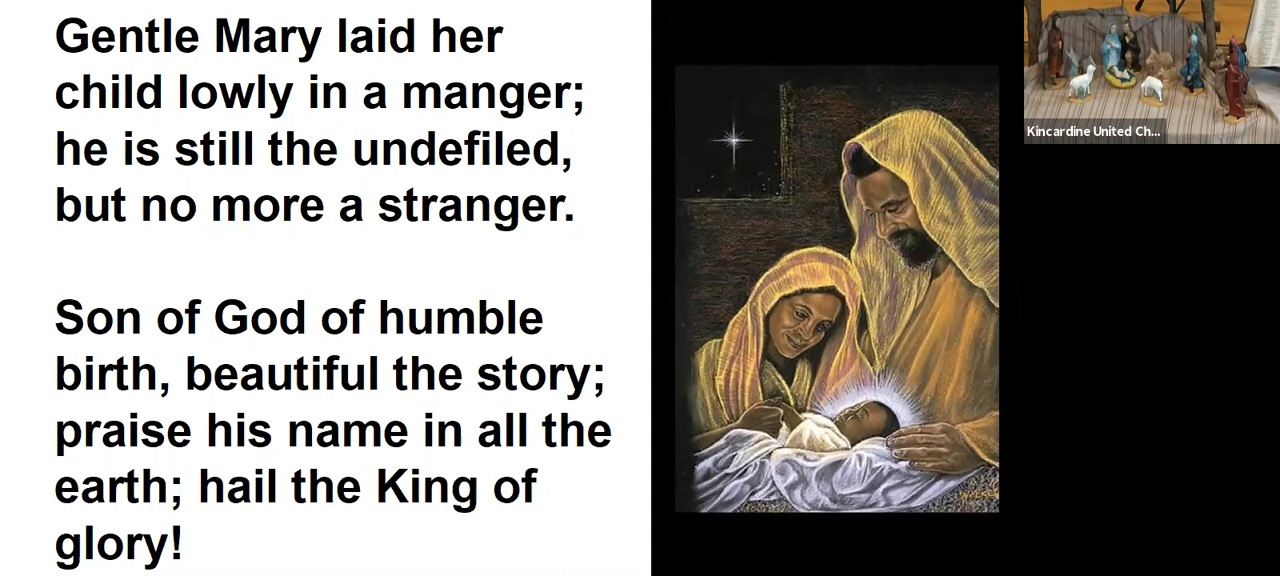 Gentle Mary laid her
child lowly in a manger;
he is still the undefiled,
but no more a stranger.
Son of God of humble
birth, beautiful the story;
praise his name in all the
earth; hail the King of
glory!
Kincardine United Ch...